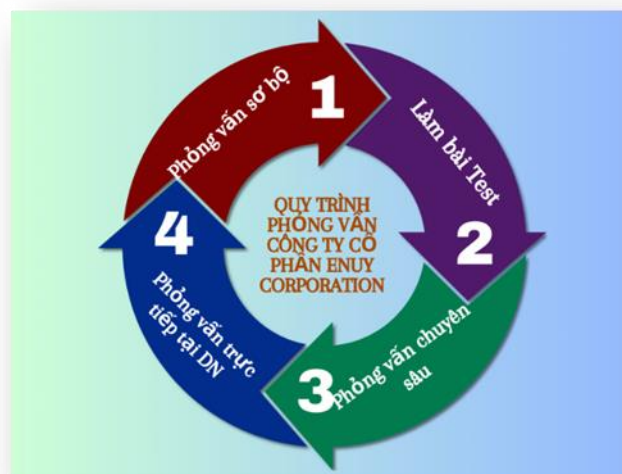 1
Phỏng vấn sơ bộ
Làm bài Test
2
3
Phỏng vấn chuyên
sâu
4
Phỏng vấn trực
tiếp tại DN
QUY TRÌNH
PHỎNG VẤN
CÔNG TY CỔ
PHẦN ENUY
CORPORATION